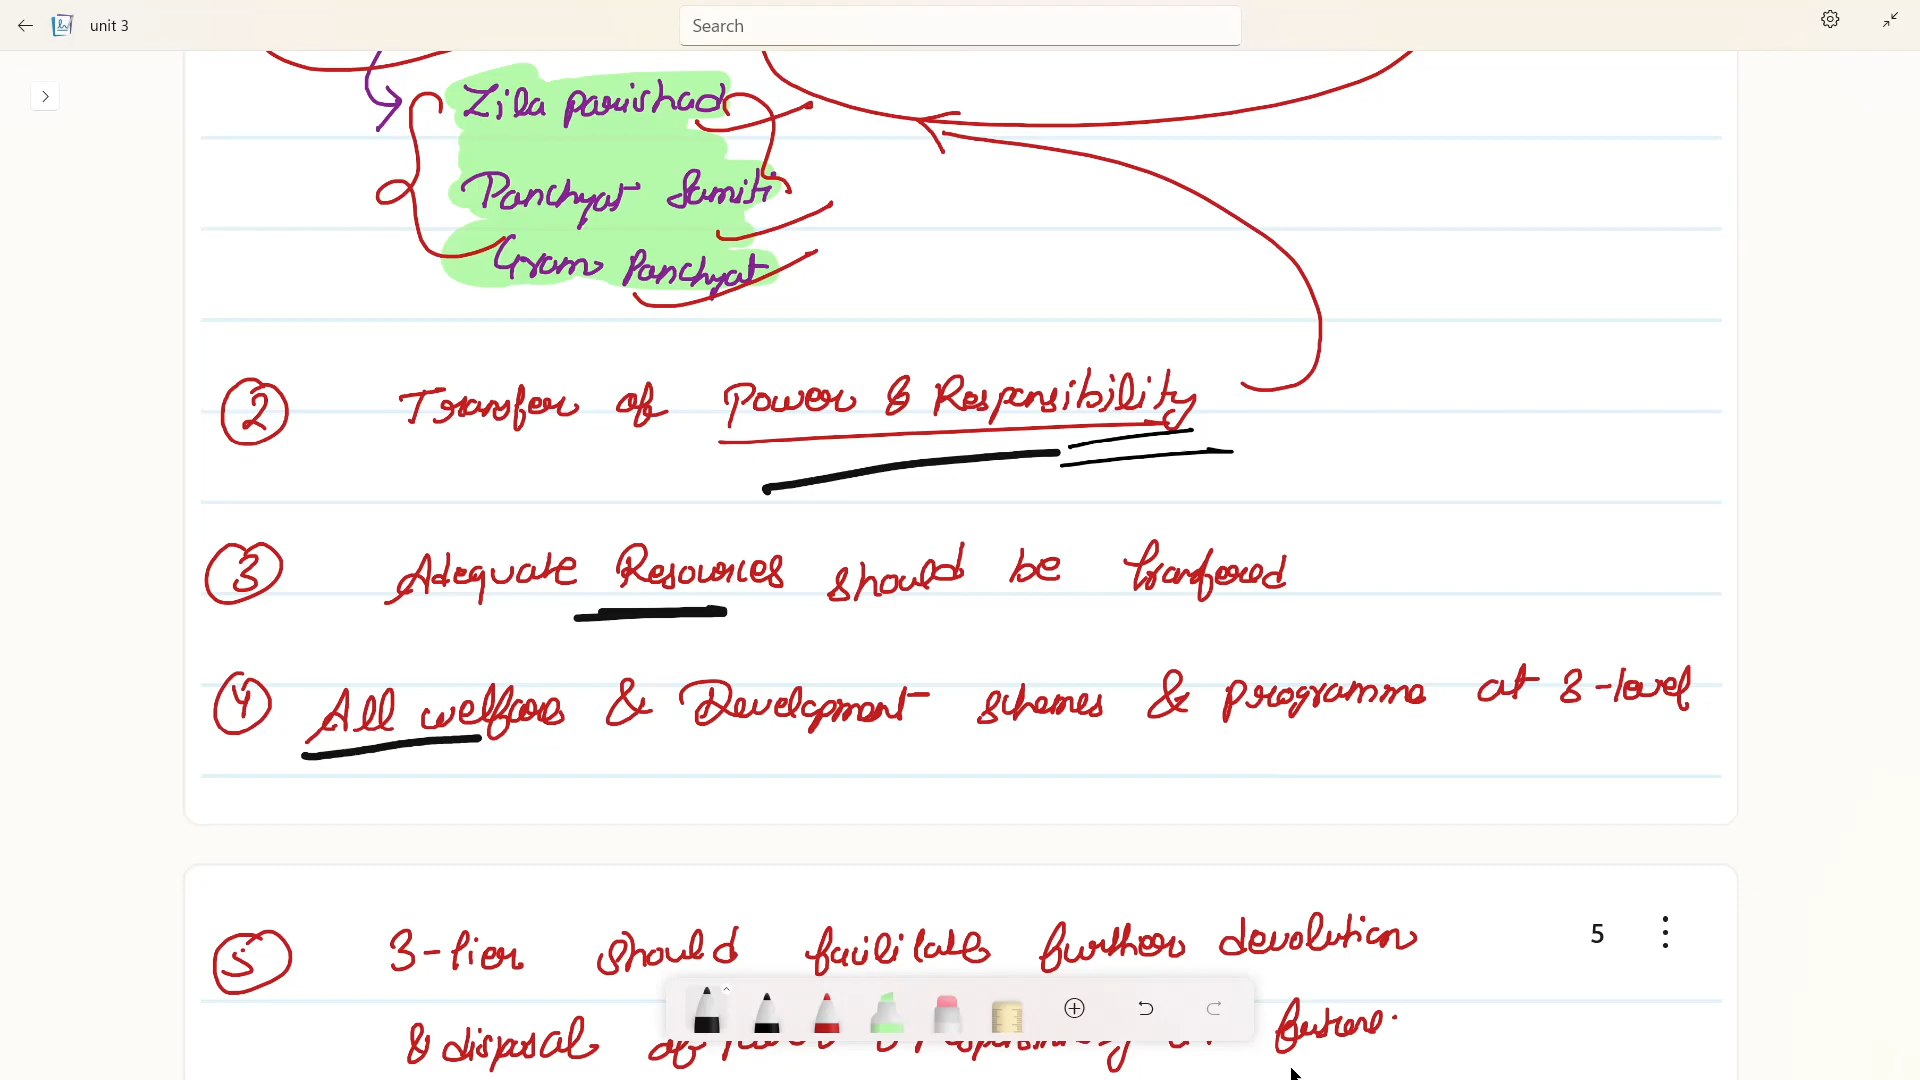 unit 3
Search
Zila parishad
Panchyat Samiti
Gram Panchyat
2 Transfer of Power & Responsibility
3 Adequate Resources should be transfered
4 All welfare & Development schemes & programme at 3-level
5 3-tier should facilitate further devolution
5
& disposal of future.